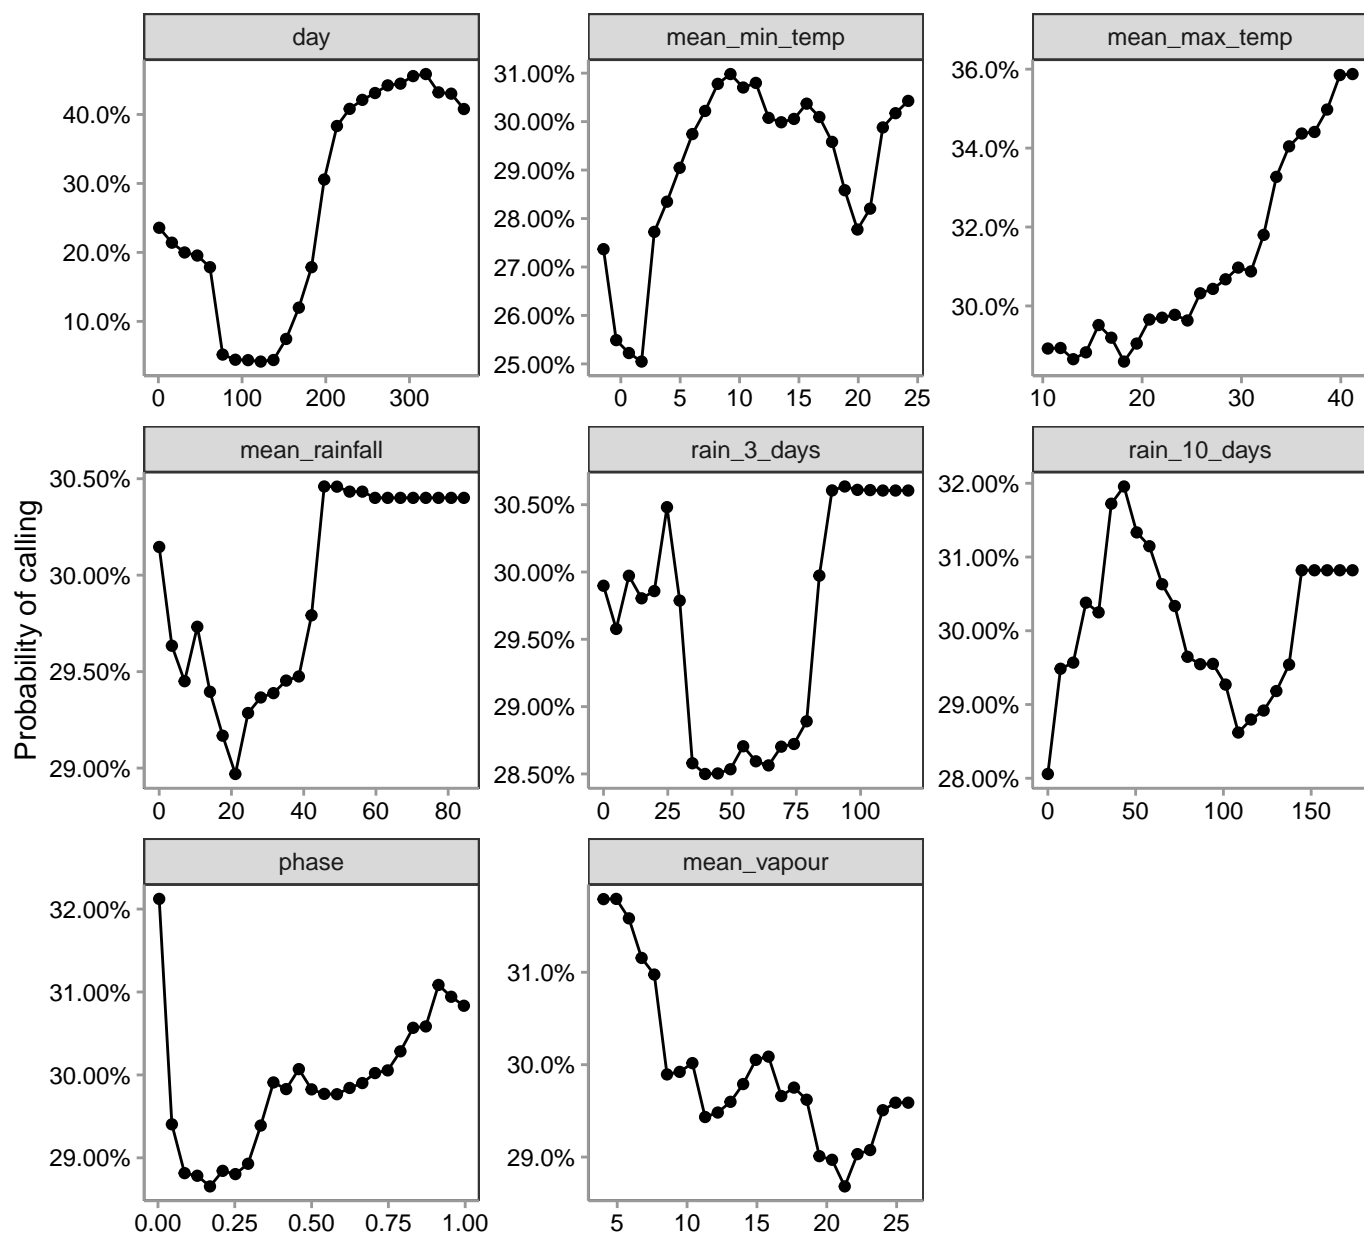 day
mean_min_temp
mean_max_temp
40.0%
30.0%
20.0%
10.0%
0 100 200 300
31.00%
30.00%
29.00%
28.00%
27.00%
26.00%
25.00%
0 5 10 15 20 25
36.0%
34.0%
32.0%
30.0%
10 20 30 40
Probability of calling
mean_rainfall
rain_3_days
rain_10_days
30.50%
30.00%
29.50%
29.00%
0 20 40 60 80
30.50%
30.00%
29.50%
29.00%
28.50%
0 25 50 75 100
32.00%
31.00%
30.00%
29.00%
28.00%
0 50 100 150
phase
mean_vapour
32.00%
31.00%
30.00%
29.00%
0.00 0.25 0.50 0.75 1.00
31.0%
30.0%
29.0%
5 10 15 20 25